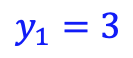 y₁ = 3